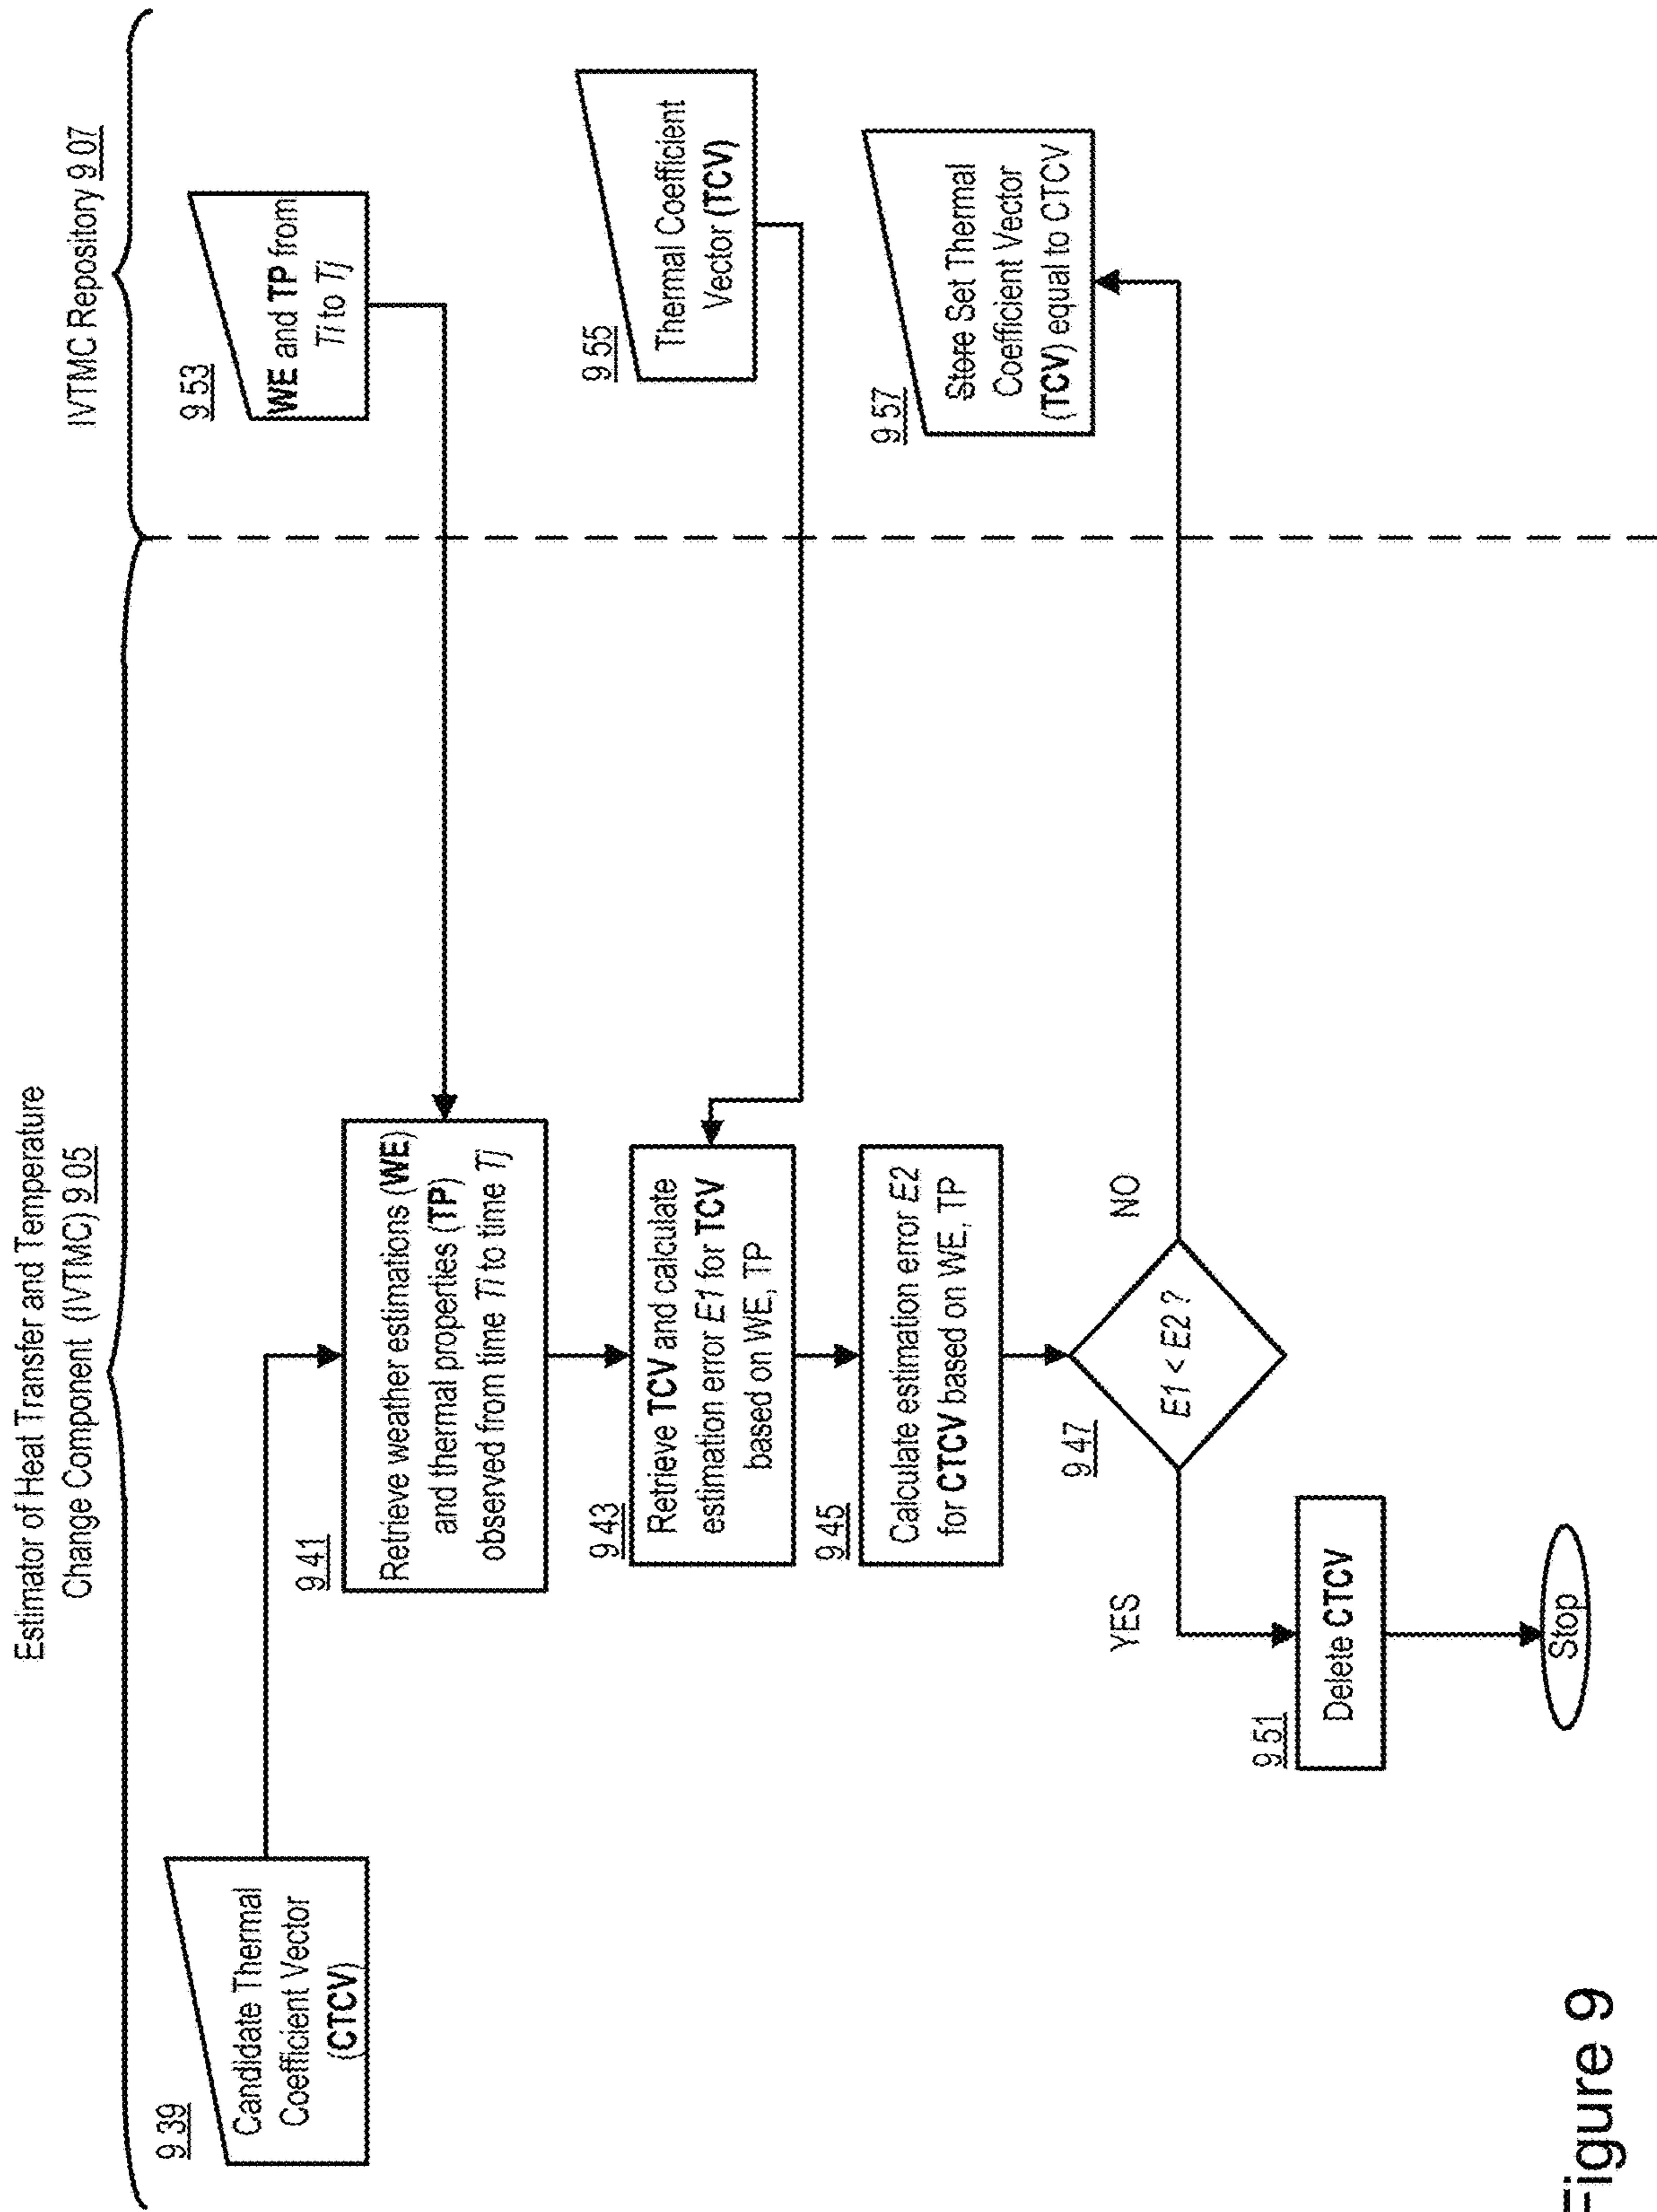 Estimator of Heat Transfer and Temperature
Change Component (IVTMC) 9 05
IVTMC Repository 9 07
9 39
Candidate Thermal
Coefficient Vector
(CTCV)
9 53
WE and TP from
Ti to Tj
9 41
Retrieve weather estimations (WE)
and thermal properties (TP)
observed from time Ti to time Tj
9 55
Thermal Coefficient
Vector (TCV)
9 43
Retrieve TCV and calculate
estimation error E1 for TCV
based on WE, TP
9 45
Calculate estimation error E2
for CTCV based on WE, TP
9 57
Store Set Thermal
Coefficient Vector
(TCV) equal to CTCV
9 47
E1 < E2 ?
YES
NO
9 51
Delete CTCV
Stop
Figure 9